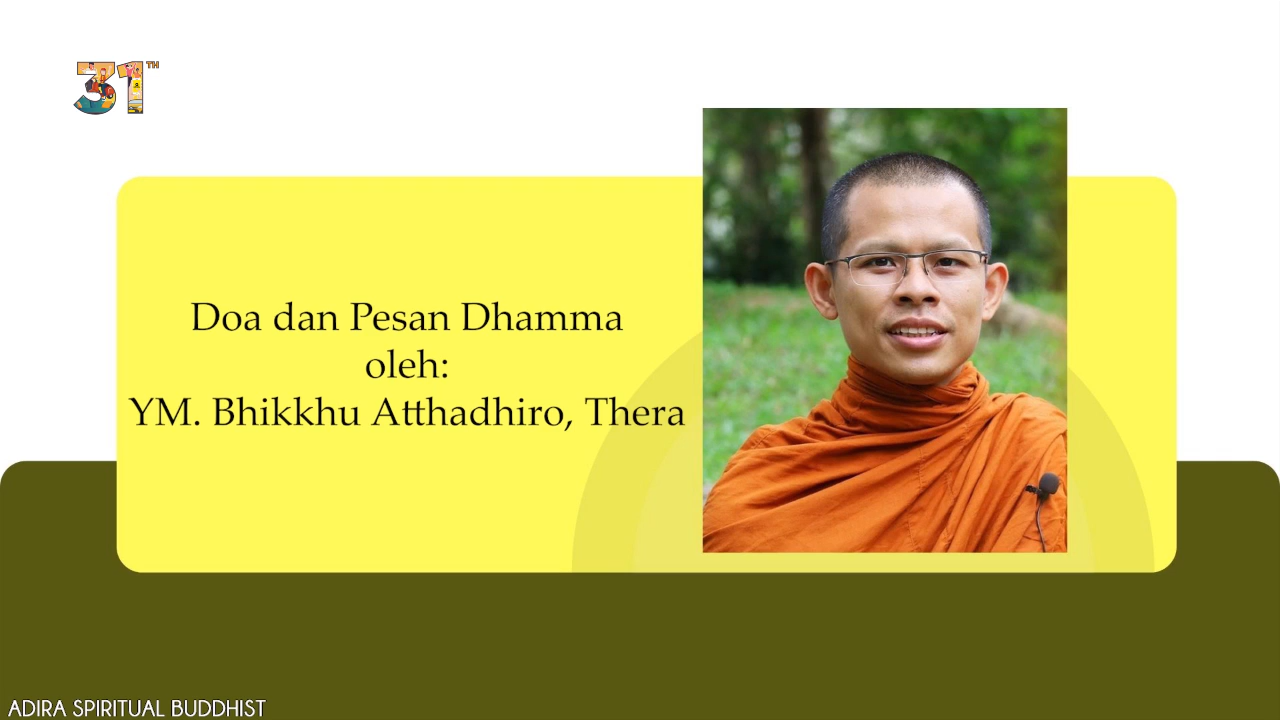 31TH
Doa dan Pesan Dhamma
oleh:
YM. Bhikkhu Atthadhiro, Thera
ADIRA SPIRITUAL BUDDHIST